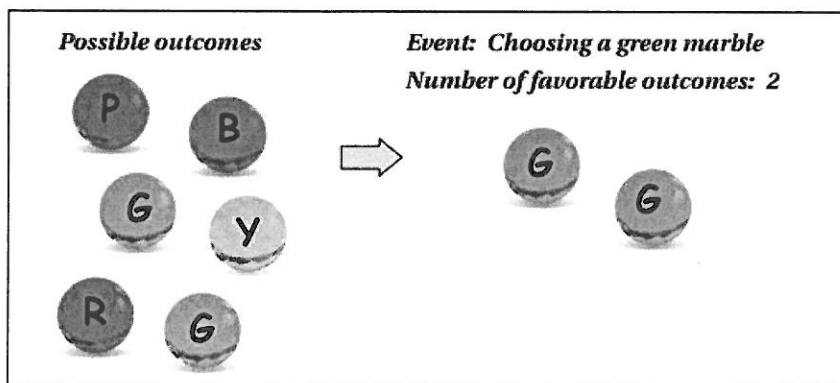 Possible outcomes
Event: Choosing a green marble
Number of favorable outcomes: 2
P
B
G
Y
R
G
G
G